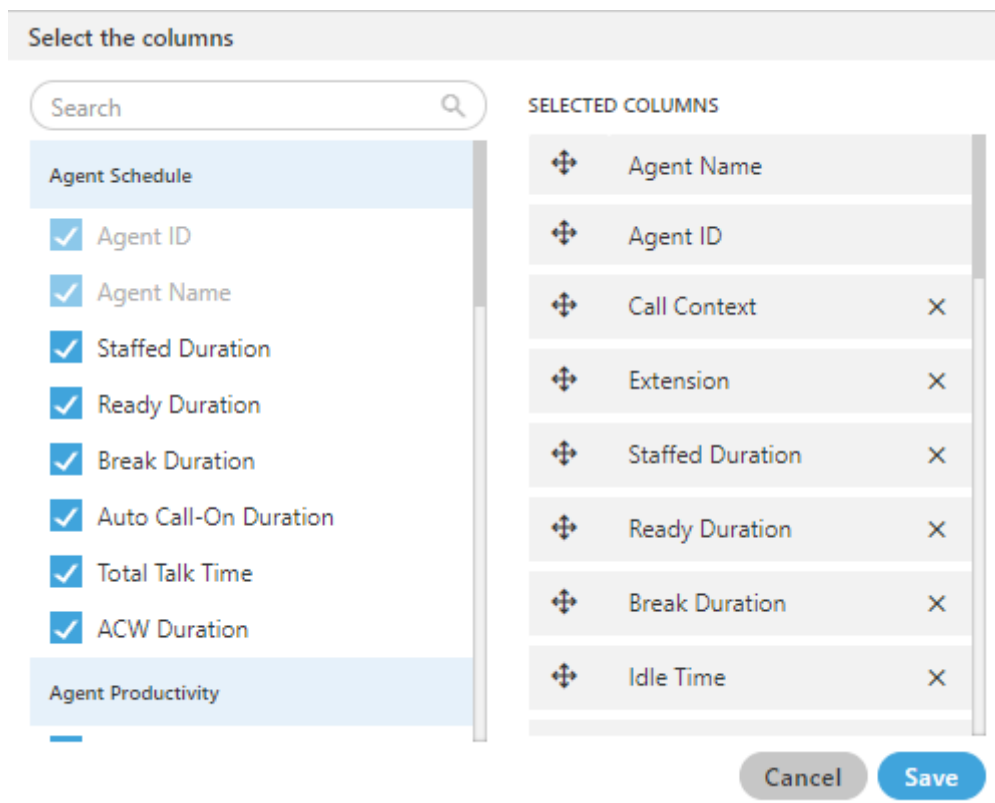 Select the columns
Search
Agent Schedule
Agent ID
Agent Name
Staffed Duration
Ready Duration
Break Duration
Auto Call-On Duration
Total Talk Time
ACW Duration
Agent Productivity
SELECTED COLUMNS
Agent Name
Agent ID
Call Context
Extension
Staffed Duration
Ready Duration
Break Duration
Idle Time
Cancel
Save